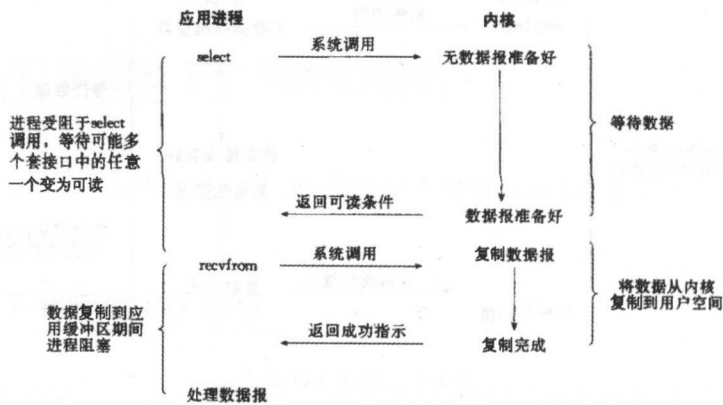 应用进程
内核
select
系统调用
无数据报准备好
进程受阻于select
调用，等待可能多
个套接口中的任意
一个变为可读
等待数据
返回可读条件
数据报准备好
recvfrom
系统调用
复制数据报
数据复制到应
用缓冲区期间
进程阻塞
将数据从内核
复制到用户空间
返回成功指示
复制完成
处理数据报